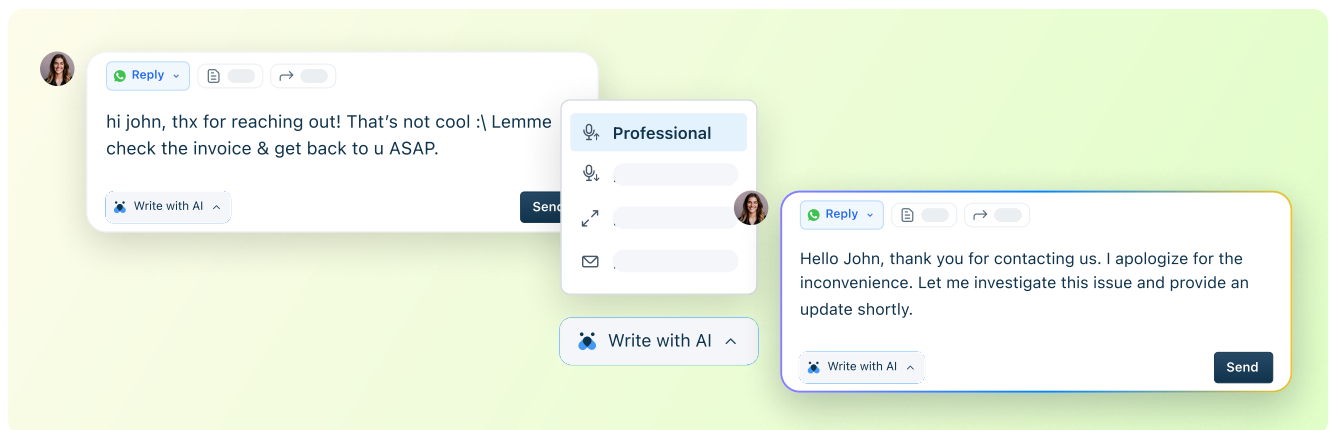 Reply
hi john, thx for reaching out! That’s not cool :\ Lemme
check the invoice & get back to u ASAP.
Write with AI
Send
Professional
Write with AI
Reply
Hello John, thank you for contacting us. I apologize for the
inconvenience. Let me investigate this issue and provide an
update shortly.
Write with AI
Send